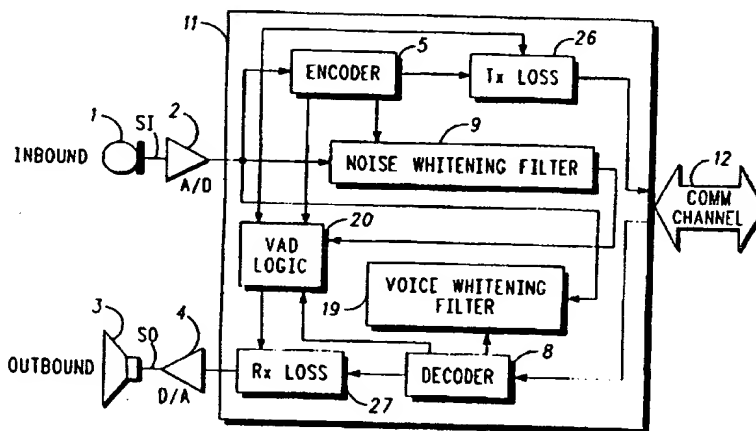 11
5
26
ENCODER
Tx LOSS
1
SI
2
9
12
INBOUND
A/D
NOISE WHITENING FILTER
COMM
CHANNEL
20
VAD
LOGIC
19
VOICE WHITENING
FILTER
3
SO
4
8
OUTBOUND
D/A
Rx LOSS
DECODER
27